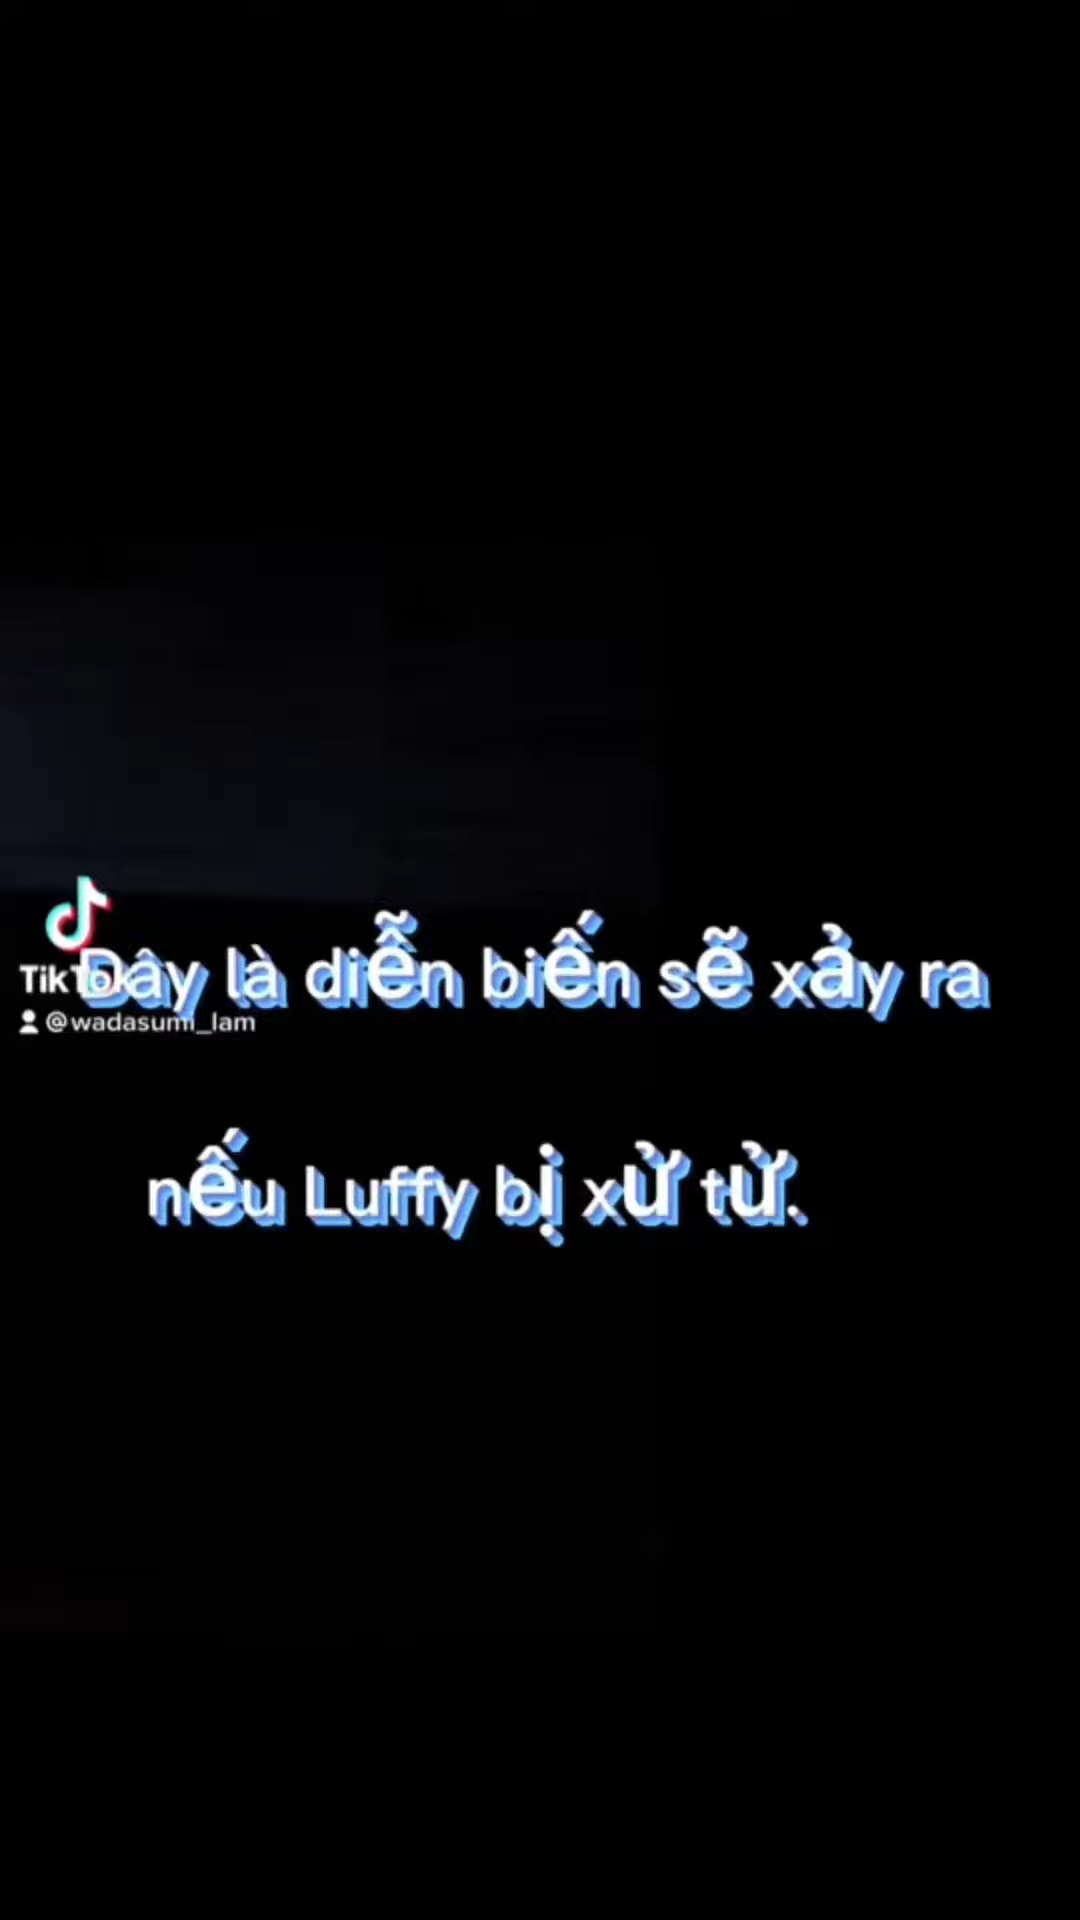 TikTok
@wadasumi_lam
Đây là diễn biến sẽ xảy ra
nếu Luffy bị xử tử.